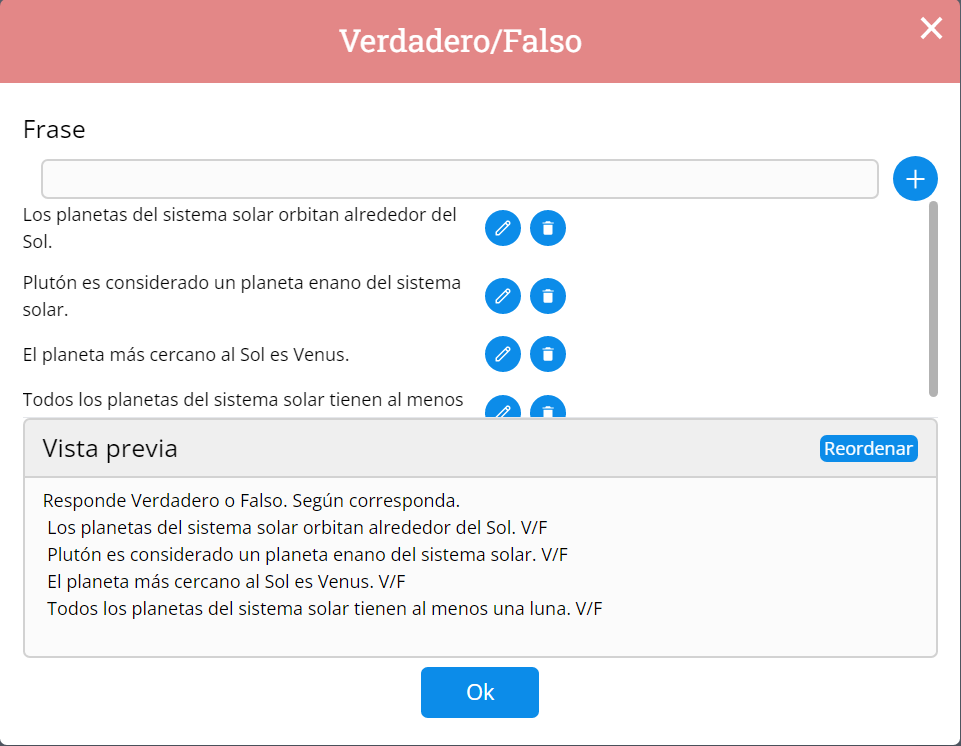 Verdadero/Falso
Frase
Los planetas del sistema solar orbitan alrededor del
Sol.
Plutón es considerado un planeta enano del sistema
solar.
El planeta más cercano al Sol es Venus.
Todos los planetas del sistema solar tienen al menos
Vista previa
Reordenar
Responde Verdadero o Falso. Según corresponda.
Los planetas del sistema solar orbitan alrededor del Sol. V/F
Plutón es considerado un planeta enano del sistema solar. V/F
El planeta más cercano al Sol es Venus. V/F
Todos los planetas del sistema solar tienen al menos una luna. V/F
Ok